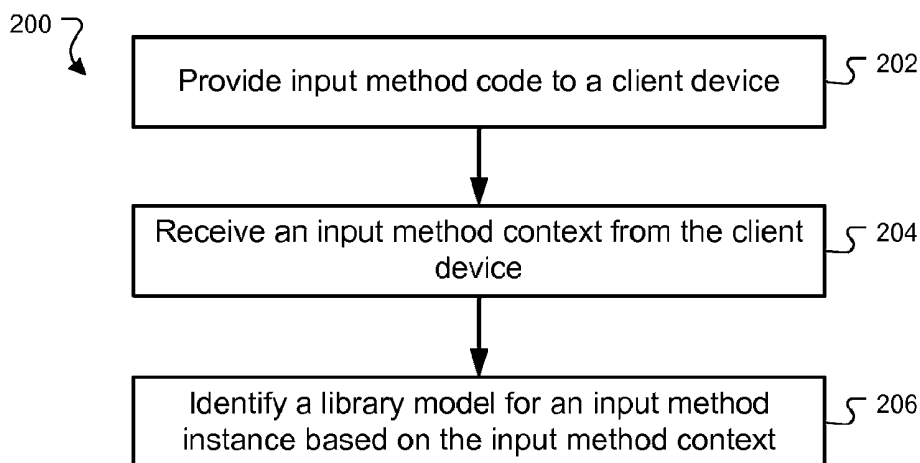 200
Provide input method code to a client device
202
Receive an input method context from the client
device
204
Identify a library model for an input method
instance based on the input method context
206